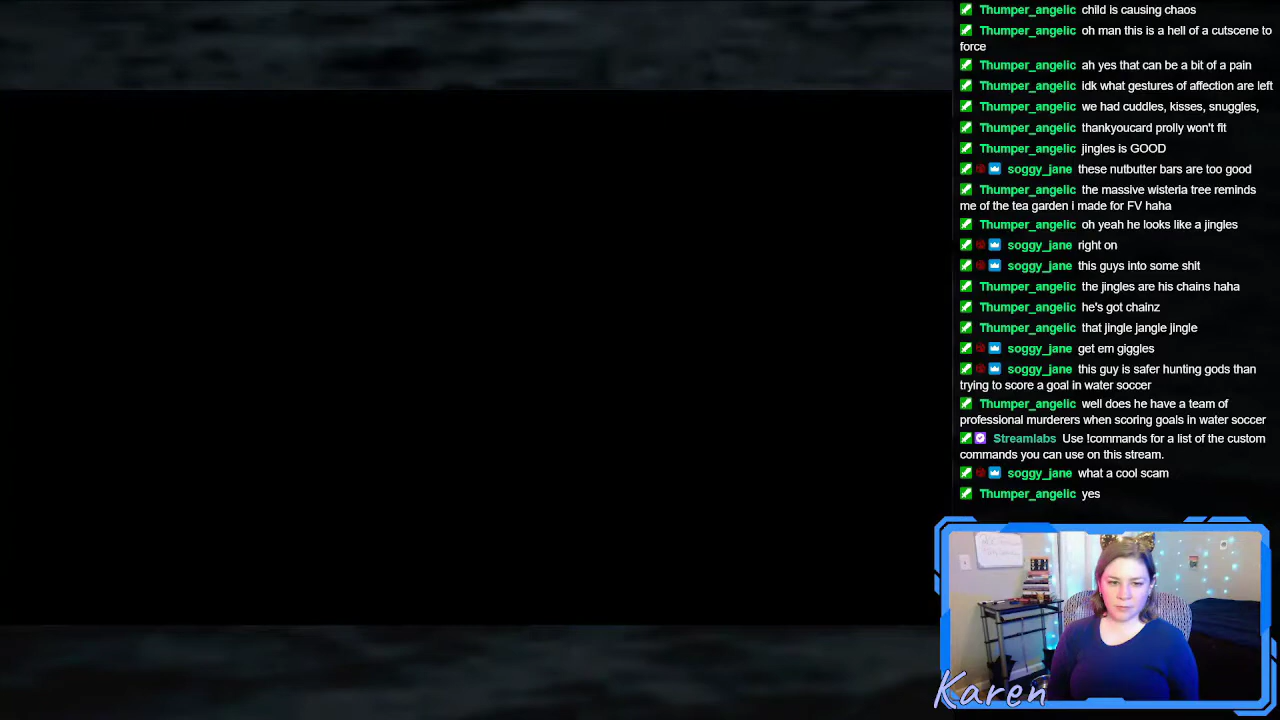 Thumper_angelic child is causing chaos
Thumper_angelic oh man this is a hell of a cutscene to
force
Thumper_angelic ah yes that can be a bit of a pain
Thumper_angelic idk what gestures of affection are left
Thumper_angelic we had cuddles, kisses, snuggles,
Thumper_angelic thankyoucard prolly won't fit
Thumper_angelic jingles is GOOD
soggy_jane these nutbutter bars are too good
Thumper_angelic the massive wisteria tree reminds
me of the tea garden i made for FV haha
Thumper_angelic oh yeah he looks like a jingles
soggy_jane right on
soggy_jane this guys into some shit
Thumper_angelic the jingles are his chains haha
Thumper_angelic he's got chainz
Thumper_angelic that jingle jangle jingle
soggy_jane get em giggles
soggy_jane this guy is safer hunting gods than
trying to score a goal in water soccer
Thumper_angelic well does he have a team of
professional murderers when scoring goals in water soccer
Streamlabs Use !commands for a list of the custom
commands you can use on this stream.
soggy_jane what a cool scam
Thumper_angelic yes
Karen